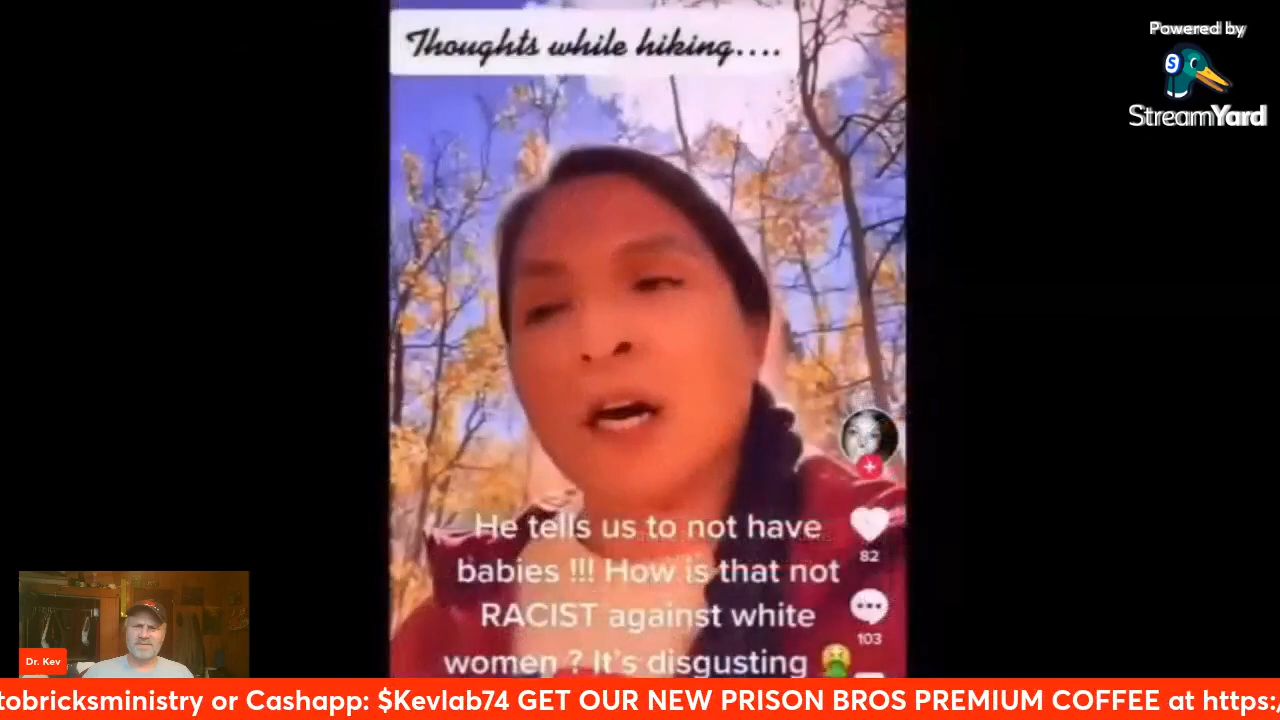 Thoughts while hiking....
Powered by
StreamYard
He tells us to not have
babies !!! How is that not
RACIST against white
women ? It's disgusting 🤮
82
103
Dr. Kev
tobricksministry or Cashapp: $Kevlab74 GET OUR NEW PRISON BROS PREMIUM COFFEE at https:/